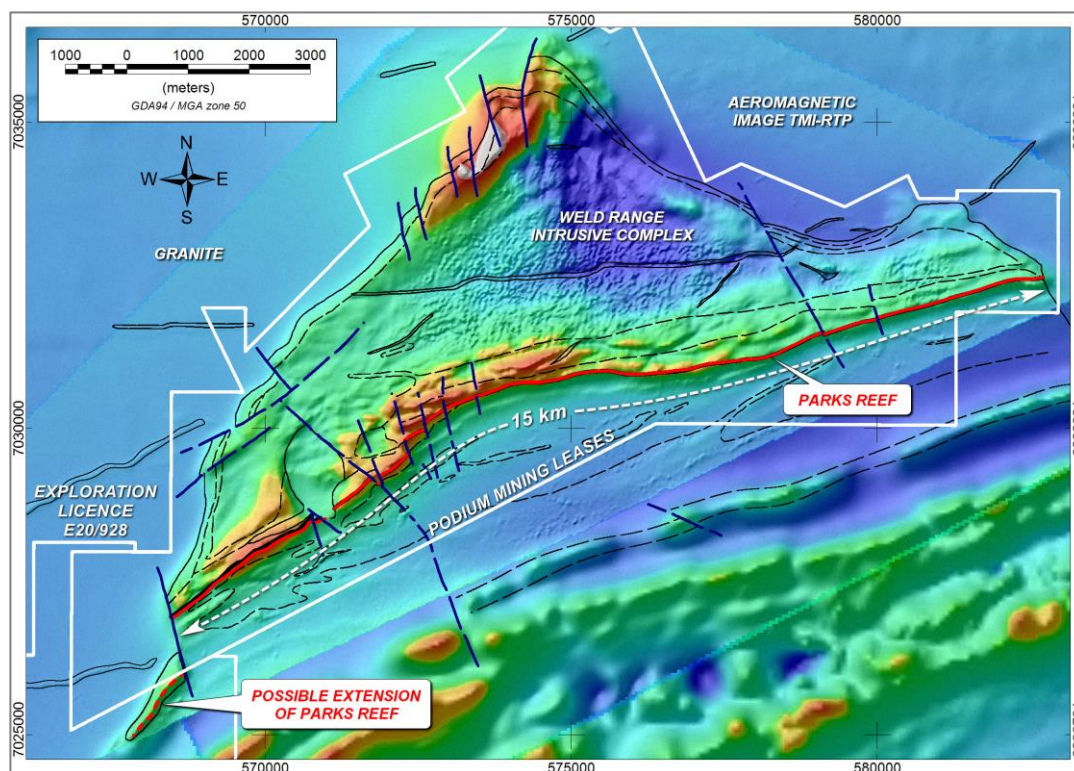 570000
575000
580000
1000 0 1000 2000 3000
(meters)
GDA94 / MGA zone 50
N
W E
S
7035000
AEROMAGNETIC
IMAGE TMI-RTP
WELD RANGE
INTRUSIVE COMPLEX
GRANITE
7030000
15 km
PARKS REEF
PODIUM MINING LEASES
EXPLORATION
LICENCE
E20/928
POSSIBLE EXTENSION
OF PARKS REEF
7025000
570000
575000
580000